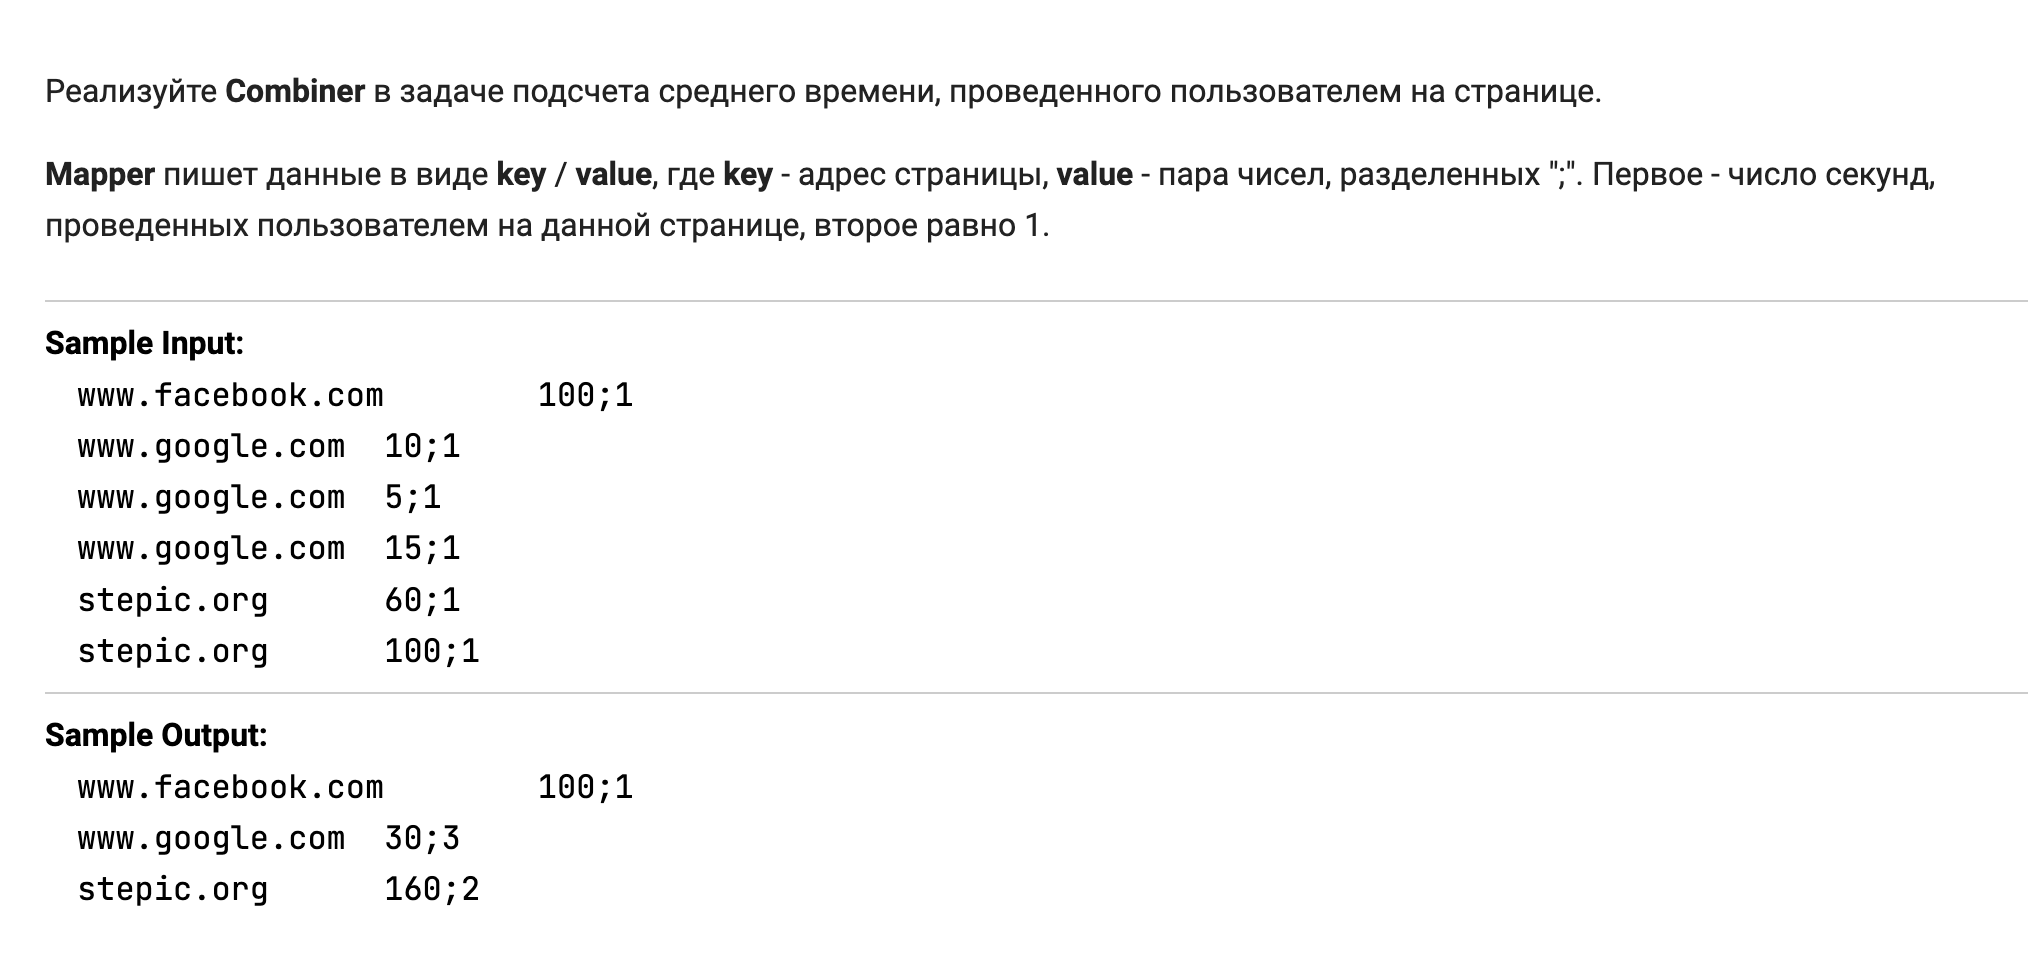 Реализуйте Combiner в задаче подсчета среднего времени, проведенного пользователем на странице.
Mapper пишет данные в виде key / value, где key - адрес страницы, value - пара чисел, разделенных ";". Первое - число секунд,
проведенных пользователем на данной странице, второе равно 1.
Sample Input:
www.facebook.com	100;1
www.google.com	10;1
www.google.com	5;1
www.google.com	15;1
stepic.org	60;1
stepic.org	100;1
Sample Output:
www.facebook.com	100;1
www.google.com	30;3
stepic.org	160;2